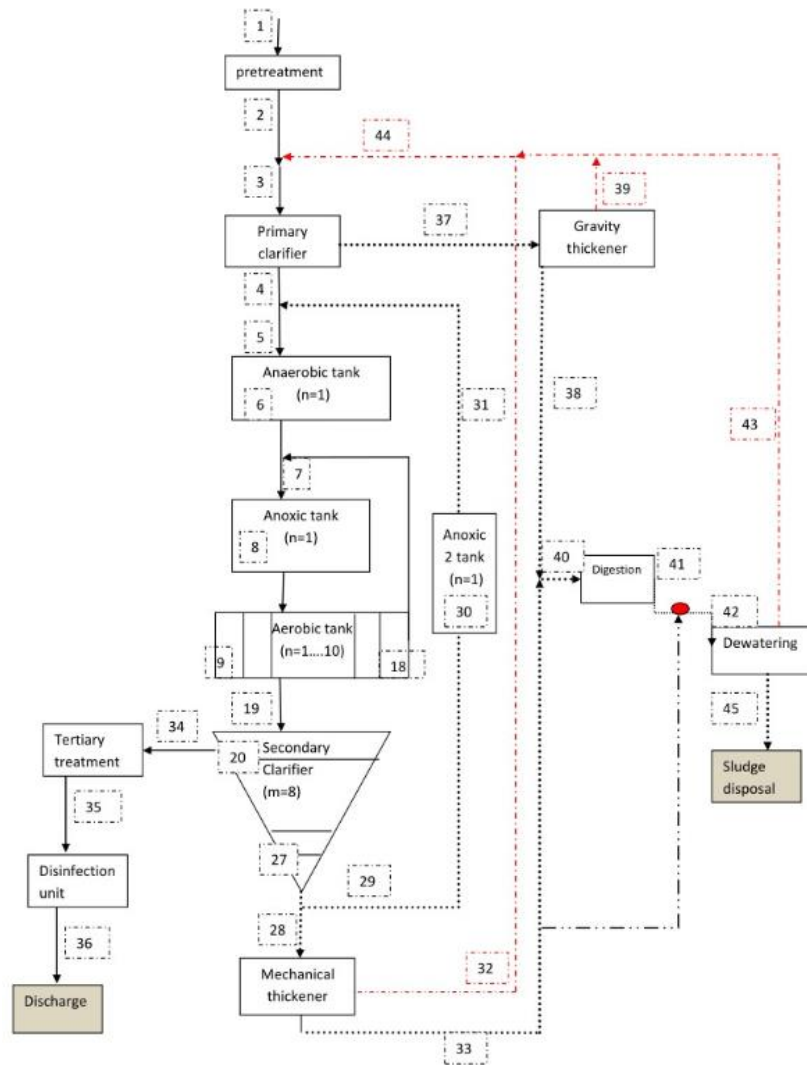 1
pretreatment
2
44
3
39
37
Primary
clarifier
Gravity
thickener
4
5
Anaerobic tank
(n=1)
6
31
38
43
7
Anoxic tank
(n=1)
8
Anoxic
2 tank
(n=1)
30
40
Digestion
41
42
Aerobic tank
(n=1....10)
9
18
Dewatering
19
34
45
Tertiary
treatment
20
Secondary
Clarifier
(m=8)
Sludge
disposal
35
27
Disinfection
unit
29
28
36
Mechanical
thickener
32
Discharge
33